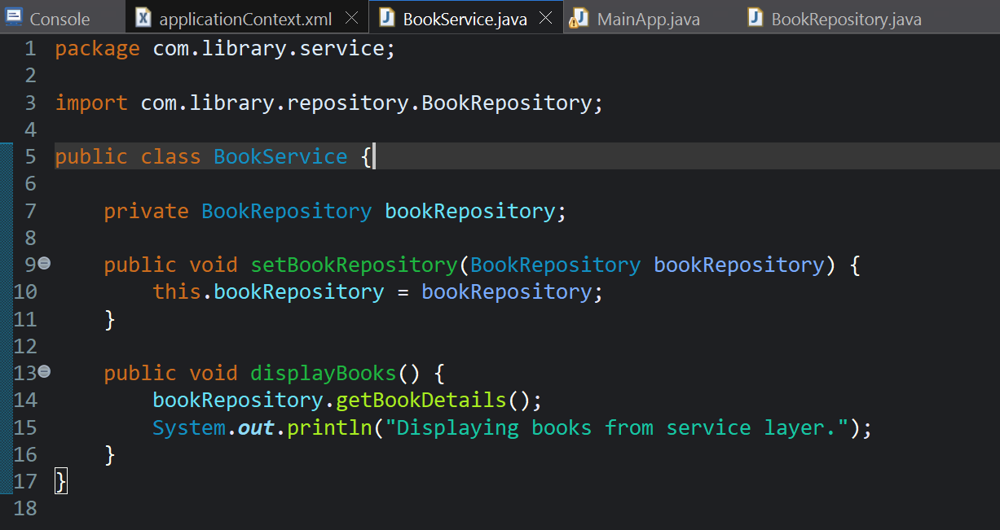 Console applicationContext.xml BookService.java MainApp.java BookRepository.java
1 package com.library.service;
2
3 import com.library.repository.BookRepository;
4
5 public class BookService {
6
7     private BookRepository bookRepository;
8
9     public void setBookRepository(BookRepository bookRepository) {
10         this.bookRepository = bookRepository;
11     }
12
13     public void displayBooks() {
14         bookRepository.getBookDetails();
15         System.out.println("Displaying books from service layer.");
16     }
17 }
18